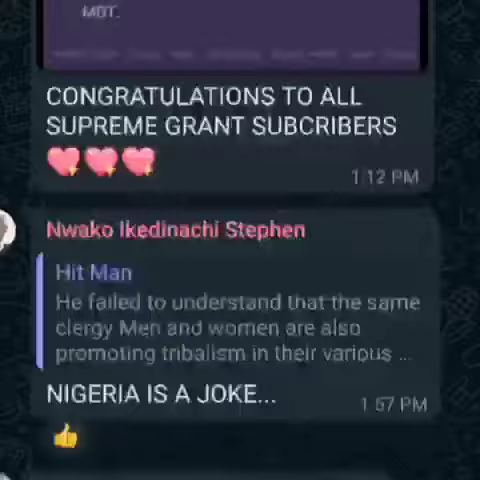 MDT.
CONGRATULATIONS TO ALL
SUPREME GRANT SUBCRIBERS
1:12 PM
Nwako Ikedinachi Stephen
Hit Man
He failed to understand that the same
clergy Men and women are also
promoting tribalism in their various ...
NIGERIA IS A JOKE...
1:57 PM